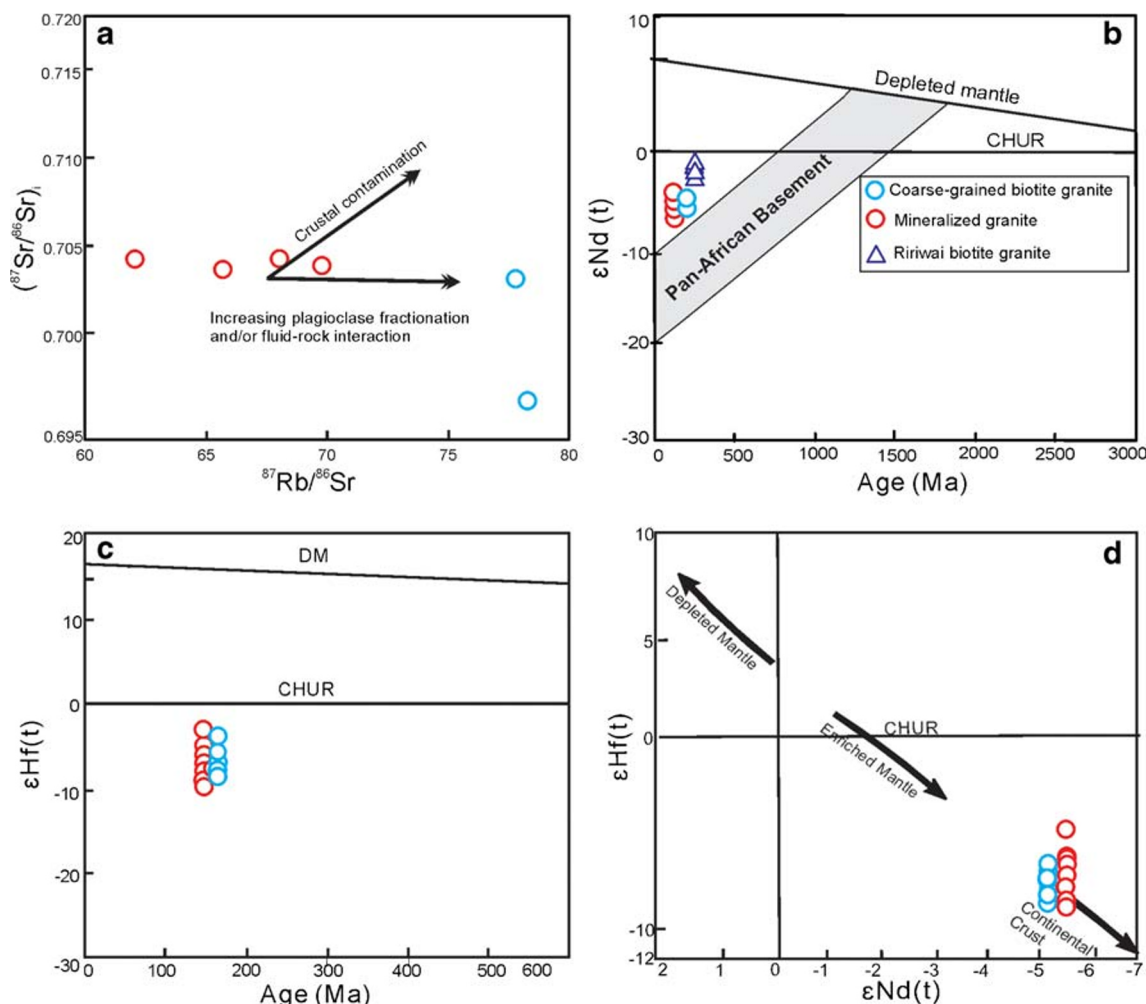 a
0.720
0.715
0.710
0.705
0.700
0.695
(⁸⁷Sr/⁸⁶Sr)ᵢ
Crustal contamination
Increasing plagioclase fractionation
and/or fluid-rock interaction
60 65 70 75 80
⁸⁷Rb/⁸⁶Sr
b
10
0
-10
-20
-30
εNd (t)
Depleted mantle
CHUR
Pan-African Basement
Coarse-grained biotite granite
Mineralized granite
Ririwai biotite granite
0 500 1000 1500 2000 2500 3000
Age (Ma)
c
20
10
0
-10
-20
-30
εHf(t)
DM
CHUR
0 100 200 300 400 500 600
Age (Ma)
d
10
5
0
-10
-12
εHf(t)
Depleted Mantle
CHUR
Enriched Mantle
Continental
Crust
2 1 0 -1 -2 -3 -4 -5 -6 -7
εNd(t)